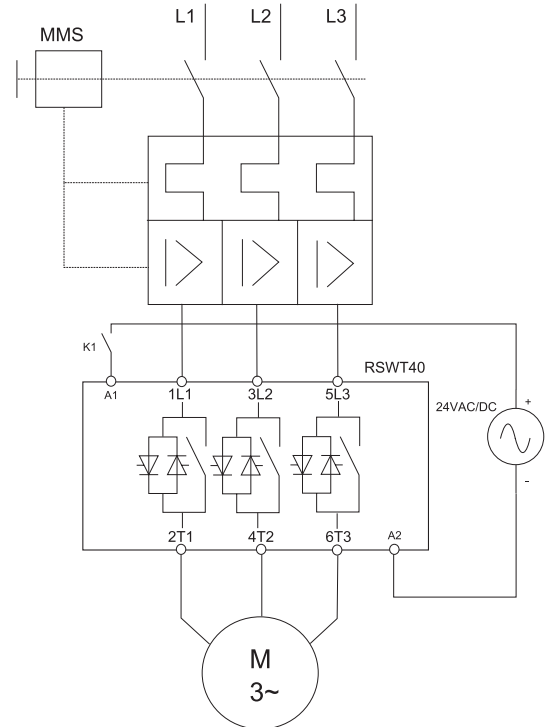 L1 L2 L3
MMS
K1
RSWT40
A1 1L1 3L2 5L3
24VAC/DC
+
-
2T1 4T2 6T3 A2
M
3~